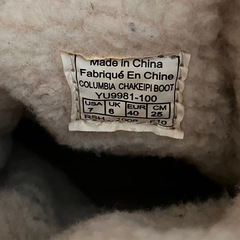 Made in China
Fabriqué En Chine
COLUMBIA CHAKEIPI BOOT
YU9981-100
USA UK EUR CM
7 6 40 25
RSH